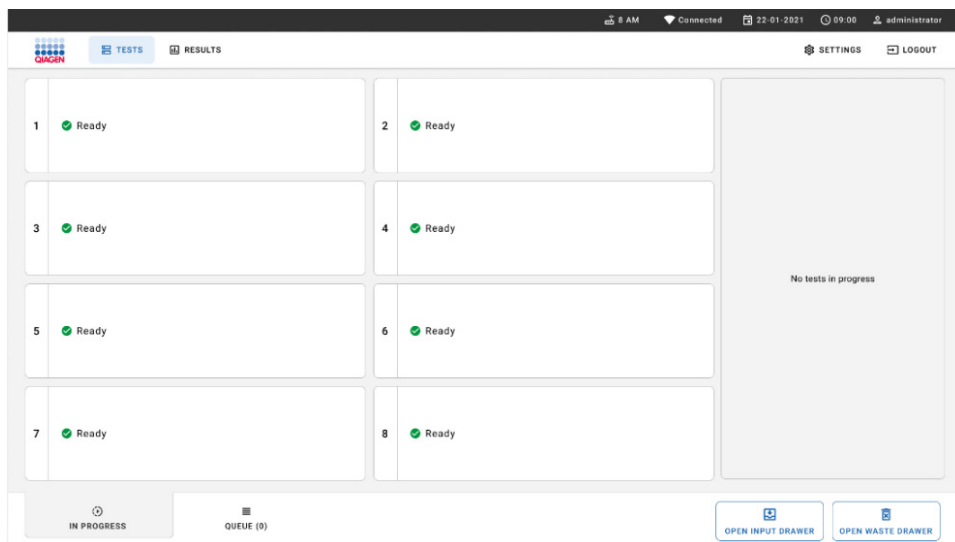 8 AM Connected 22-01-2021 09:00 administrator
QIAGEN TESTS RESULTS SETTINGS LOGOUT
1 Ready 2 Ready
3 Ready 4 Ready
No tests in progress
5 Ready 6 Ready
7 Ready 8 Ready
IN PROGRESS QUEUE (0) OPEN INPUT DRAWER OPEN WASTE DRAWER